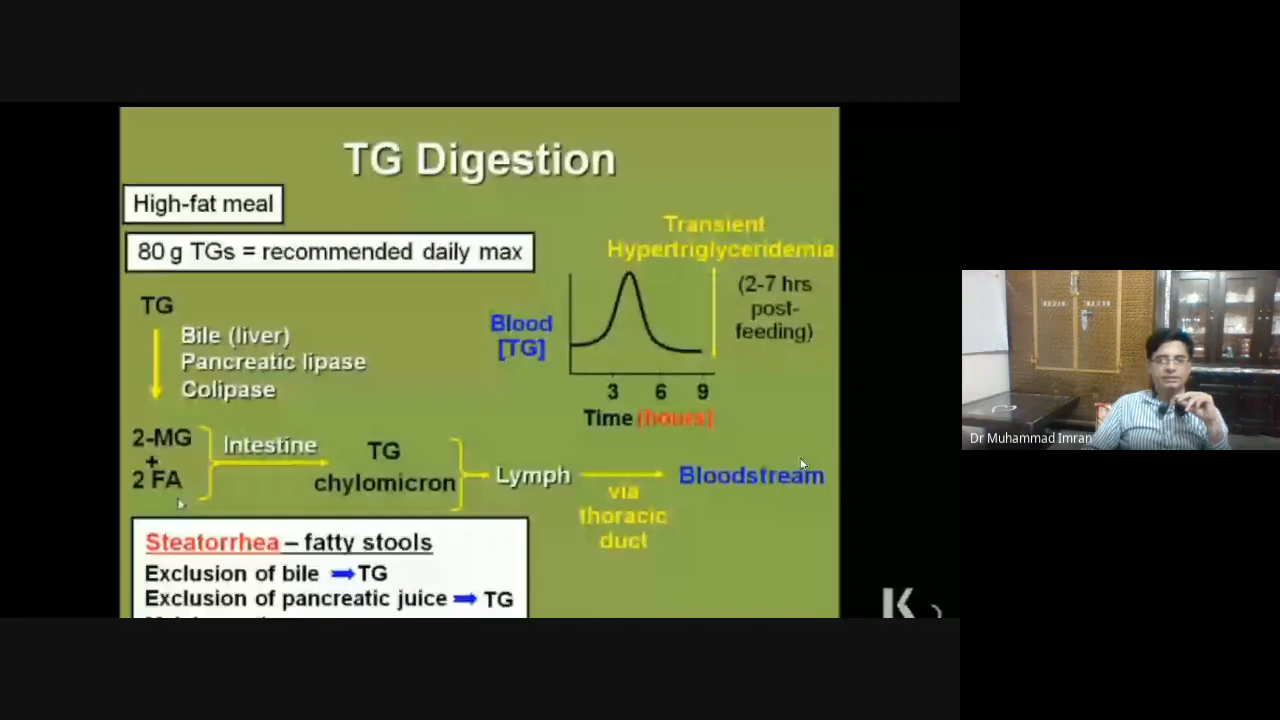 TG Digestion
High-fat meal
80 g TGs = recommended daily max
Transient
Hypertriglyceridemia
(2-7 hrs
post-
feeding)
Blood
[TG]
3 6 9
Time (hours)
TG
Bile (liver)
Pancreatic lipase
Colipase
2-MG
+
2 FA
Intestine
TG
chylomicron
Lymph
via
thoracic
duct
Bloodstream
Steatorrhea – fatty stools
Exclusion of bile ➡ TG
Exclusion of pancreatic juice ➡ TG
K
Dr Muhammad Imran